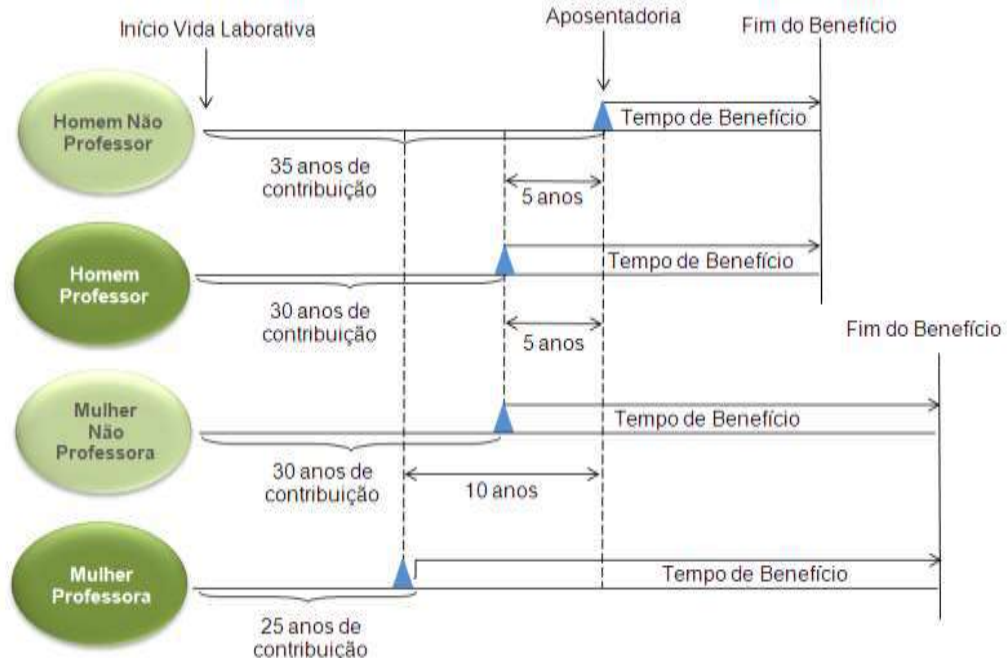 Início Vida Laborativa
Aposentadoria
Fim do Benefício
Homem Não
Professor
Tempo de Benefício
35 anos de
contribuição
5 anos
Homem
Professor
Tempo de Benefício
30 anos de
contribuição
5 anos
Fim do Benefício
Mulher
Não
Professora
Tempo de Benefício
30 anos de
contribuição
10 anos
Mulher
Professora
Tempo de Benefício
25 anos de
contribuição